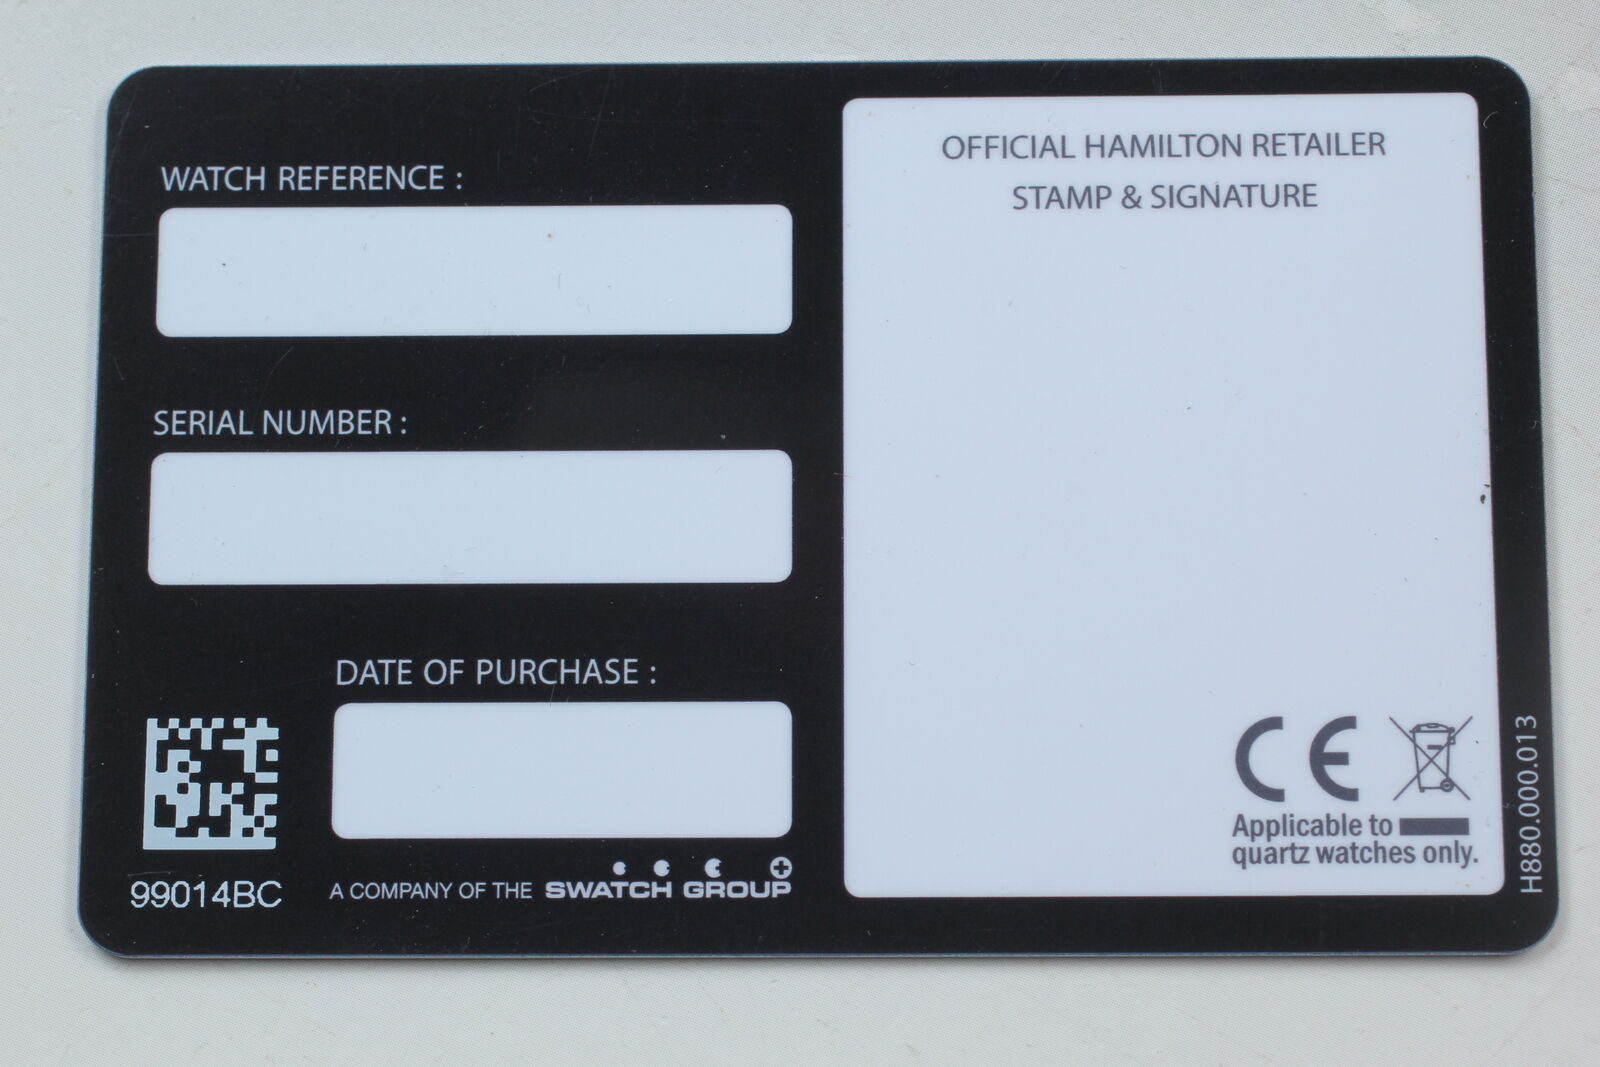 WATCH REFERENCE :
SERIAL NUMBER :
DATE OF PURCHASE :
99014BC
A COMPANY OF THE SWATCH GROUP
OFFICIAL HAMILTON RETAILER
STAMP & SIGNATURE
CE
Applicable to
quartz watches only.
H880.000.013